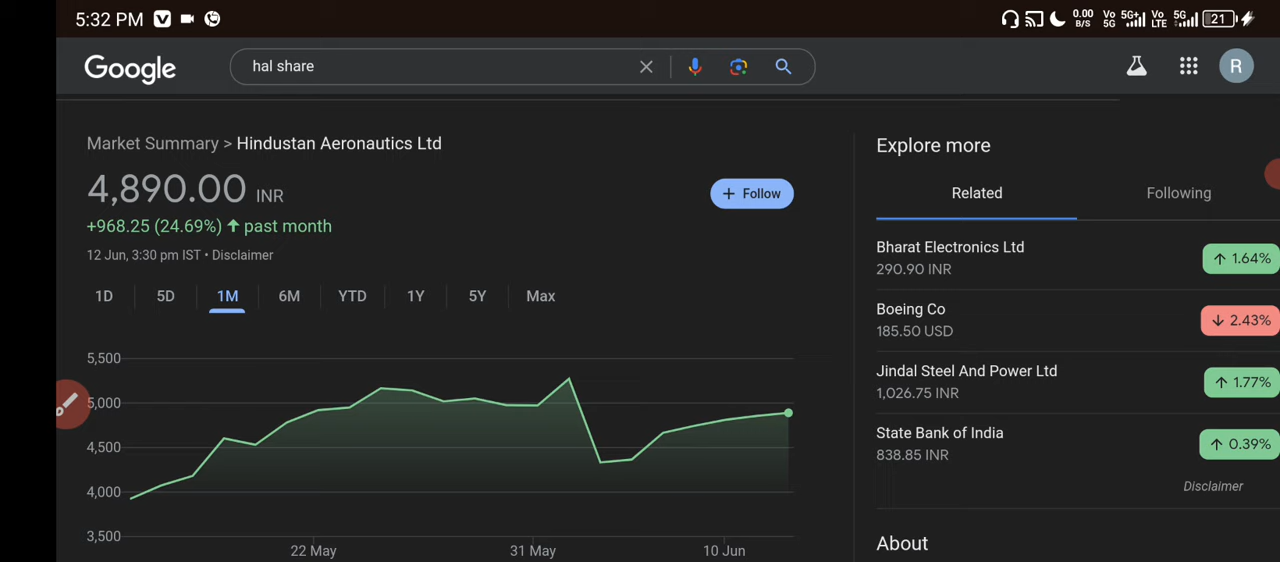 5:32 PM
0.00 B/S Vo 5G 5G+ Vo LTE 5G 21
Google
hal share
R
Market Summary > Hindustan Aeronautics Ltd
4,890.00 INR
+ Follow
+968.25 (24.69%) ↑ past month
12 Jun, 3:30 pm IST • Disclaimer
1D 5D 1M 6M YTD 1Y 5Y Max
5,500
5,000
4,500
4,000
3,500
22 May 31 May 10 Jun
Explore more
Related Following
Bharat Electronics Ltd
290.90 INR
↑ 1.64%
Boeing Co
185.50 USD
↓ 2.43%
Jindal Steel And Power Ltd
1,026.75 INR
↑ 1.77%
State Bank of India
838.85 INR
↑ 0.39%
Disclaimer
About